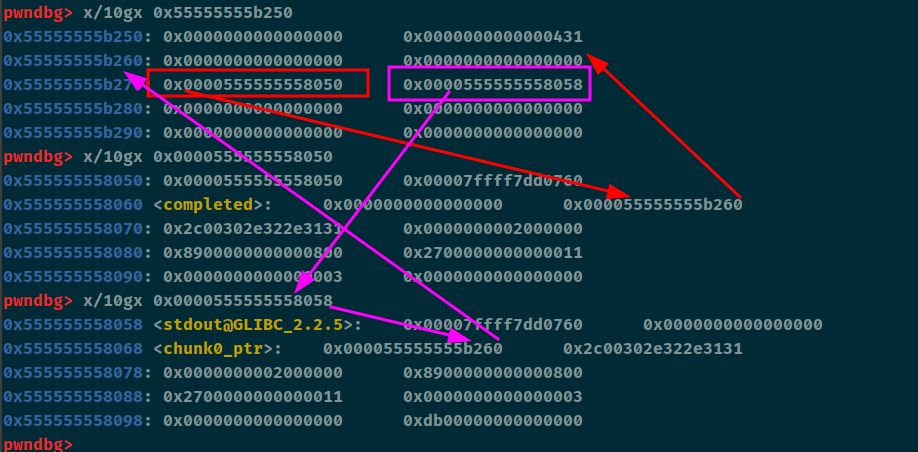 pwndbg> x/10gx 0x55555555b250
0x55555555b250: 0x0000000000000000 0x0000000000000431
0x55555555b260: 0x0000000000000000 0x0000000000000000
0x55555555b27 0x0000555555558050 0x0000555555558058
0x55555555b280: 0x0000000000000000 0x0000000000000000
0x55555555b290: 0x0000000000000000 0x0000000000000000
pwndbg> x/10gx 0x0000555555558050
0x555555558050: 0x0000555555558050 0x00007ffff7dd0760
0x555555558060 <completed>: 0x0000000000000000 0x000055555555b260
0x555555558070: 0x2c00302e322e3131 0x0000000002000000
0x555555558080: 0x8900000000000800 0x2700000000000011
0x555555558090: 0x0000000000000003 0x0000000000000000
pwndbg> x/10gx 0x0000555555558058
0x555555558058 <stdout@GLIBC_2.2.5>: 0x00007ffff7dd0760 0x0000000000000000
0x555555558068 <chunk0_ptr>: 0x000055555555b260 0x2c00302e322e3131
0x555555558078: 0x0000000002000000 0x8900000000000800
0x555555558088: 0x2700000000000011 0x0000000000000003
0x555555558098: 0x0000000000000000 0xdb00000000000000
pwndbg>